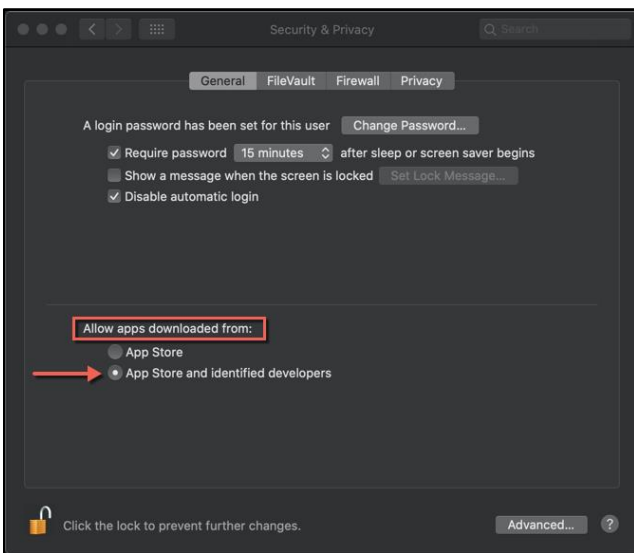 Security & Privacy
Search
General FileVault Firewall Privacy
A login password has been set for this user Change Password...
Require password 15 minutes after sleep or screen saver begins
Show a message when the screen is locked Set Lock Message...
Disable automatic login
Allow apps downloaded from:
App Store
App Store and identified developers
Click the lock to prevent further changes. Advanced... ?